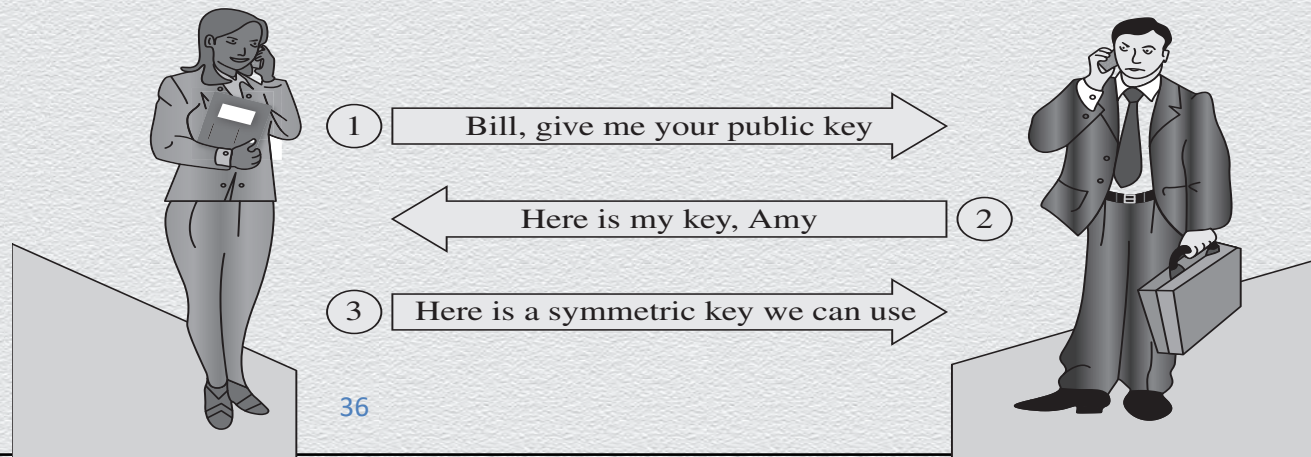 1 Bill, give me your public key
Here is my key, Amy 2
3 Here is a symmetric key we can use
36